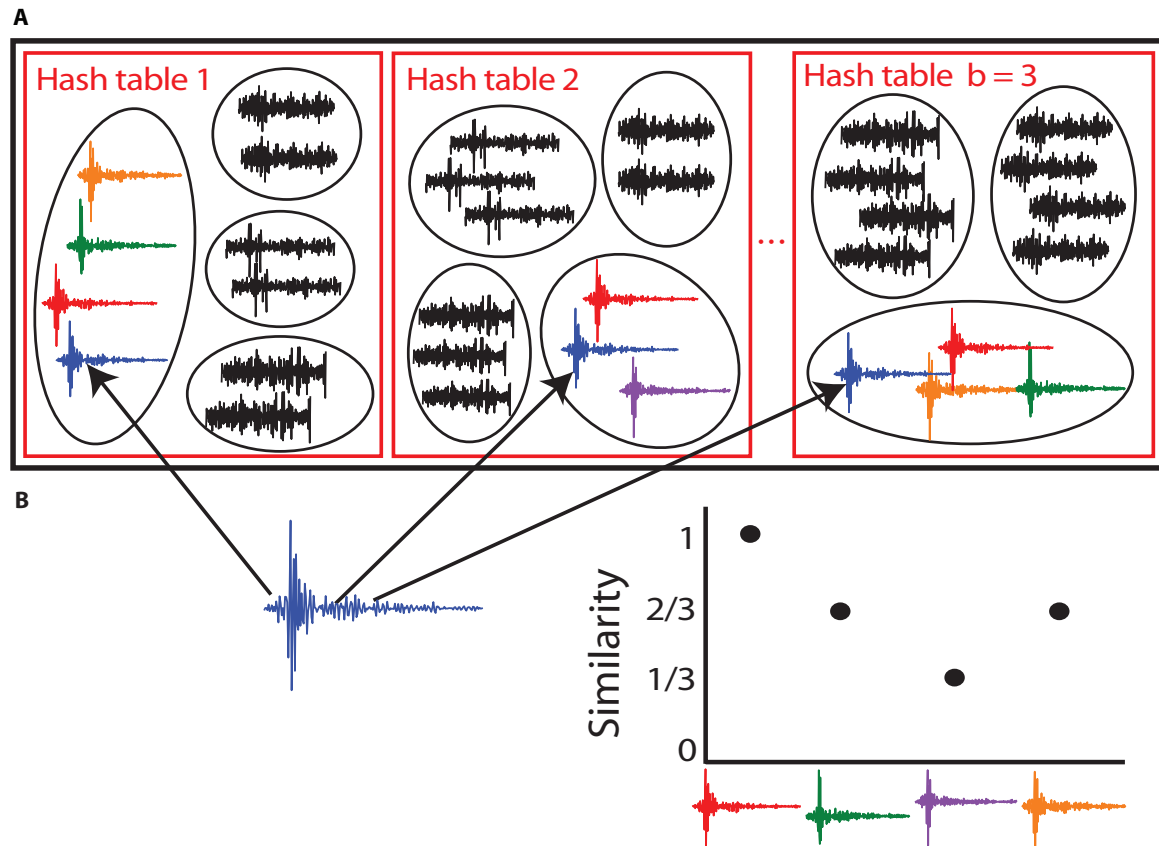 A
Hash table 1
Hash table 2
...
Hash table b = 3
B
Similarity
1
2/3
1/3
0